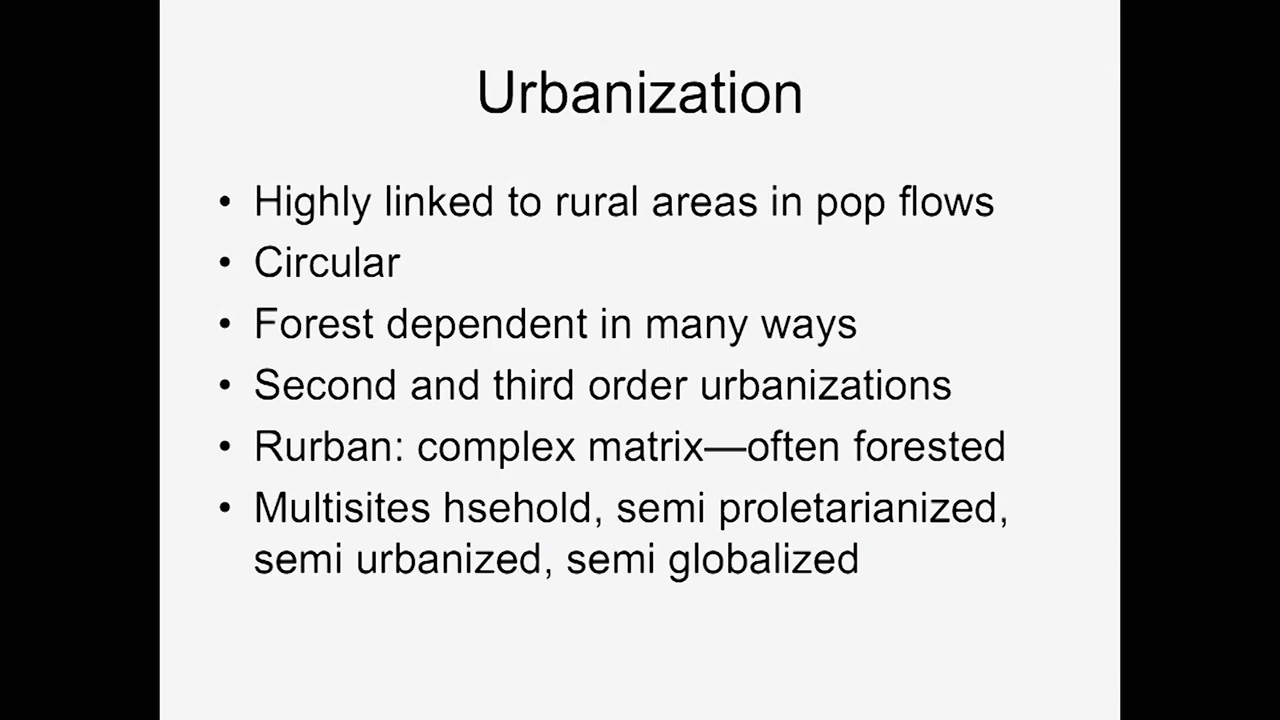 Urbanization
• Highly linked to rural areas in pop flows
• Circular
• Forest dependent in many ways
• Second and third order urbanizations
• Rurban: complex matrix—often forested
• Multisites hsehold, semi proletarianized,
semi urbanized, semi globalized